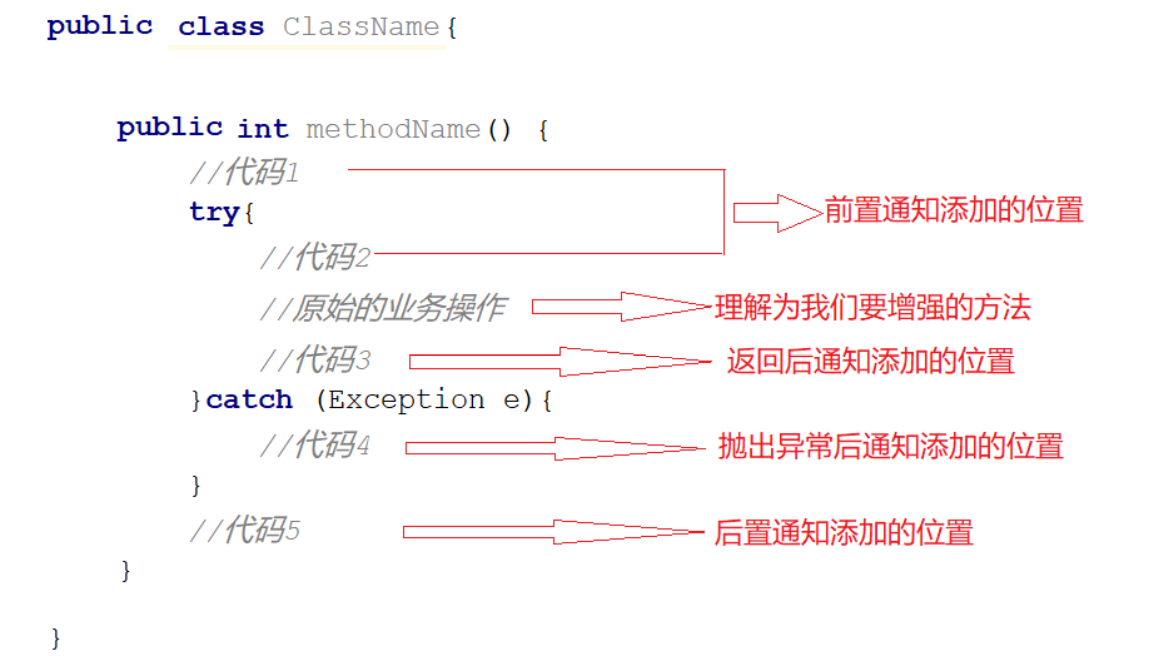 public class ClassName{
public int methodName() {
//代码1
前置通知添加的位置
try{
//代码2
//原始的业务操作
理解为我们要增强的方法
//代码3
返回后通知添加的位置
}catch (Exception e){
//代码4
抛出异常后通知添加的位置
}
//代码5
后置通知添加的位置
}
}